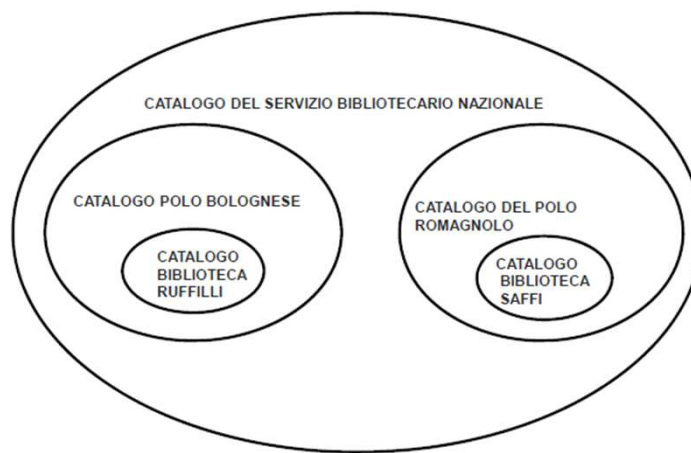 CATALOGO DEL SERVIZIO BIBLIOTECARIO NAZIONALE
CATALOGO POLO BOLOGNESE
CATALOGO
BIBLIOTECA
RUFFILLI
CATALOGO DEL POLO
ROMAGNOLO
CATALOGO
BIBLIOTECA
SAFFI